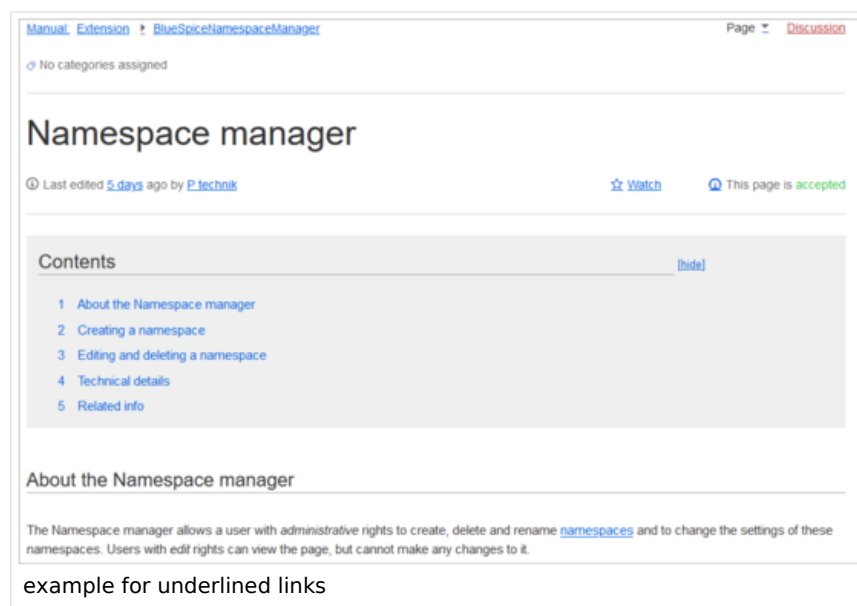 Manual: Extension BlueSpiceNamespaceManager Page Discussion
No categories assigned
Namespace manager
Last edited 5 days ago by P.technik Watch This page is accepted
Contents [hide]
1 About the Namespace manager
2 Creating a namespace
3 Editing and deleting a namespace
4 Technical details
5 Related info
About the Namespace manager
The Namespace manager allows a user with administrative rights to create, delete and rename namespaces and to change the settings of these
namespaces. Users with edit rights can view the page, but cannot make any changes to it.
example for underlined links